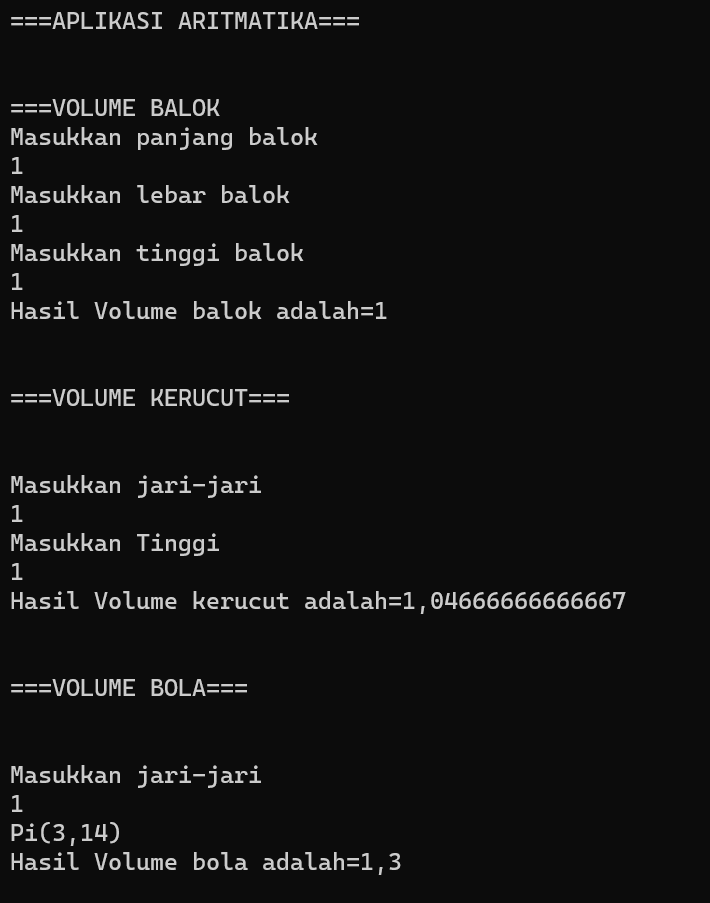 ===APLIKASI ARITMATIKA===
===VOLUME BALOK
Masukkan panjang balok
1
Masukkan lebar balok
1
Masukkan tinggi balok
1
Hasil Volume balok adalah=1
===VOLUME KERUCUT===
Masukkan jari-jari
1
Masukkan Tinggi
1
Hasil Volume kerucut adalah=1,04666666666667
===VOLUME BOLA===
Masukkan jari-jari
1
Pi(3,14)
Hasil Volume bola adalah=1,3